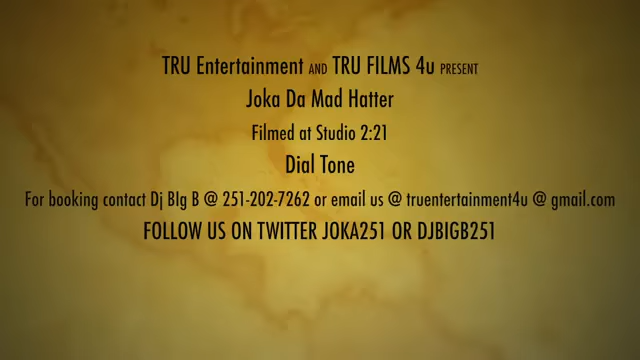 TRU Entertainment AND TRU FILMS 4u PRESENT
Joka Da Mad Hatter
Filmed at Studio 2:21
Dial Tone
For booking contact Dj BIg B @ 251-202-7262 or email us @ truentertainment4u @ gmail.com
FOLLOW US ON TWITTER JOKA251 OR DJBIGB251